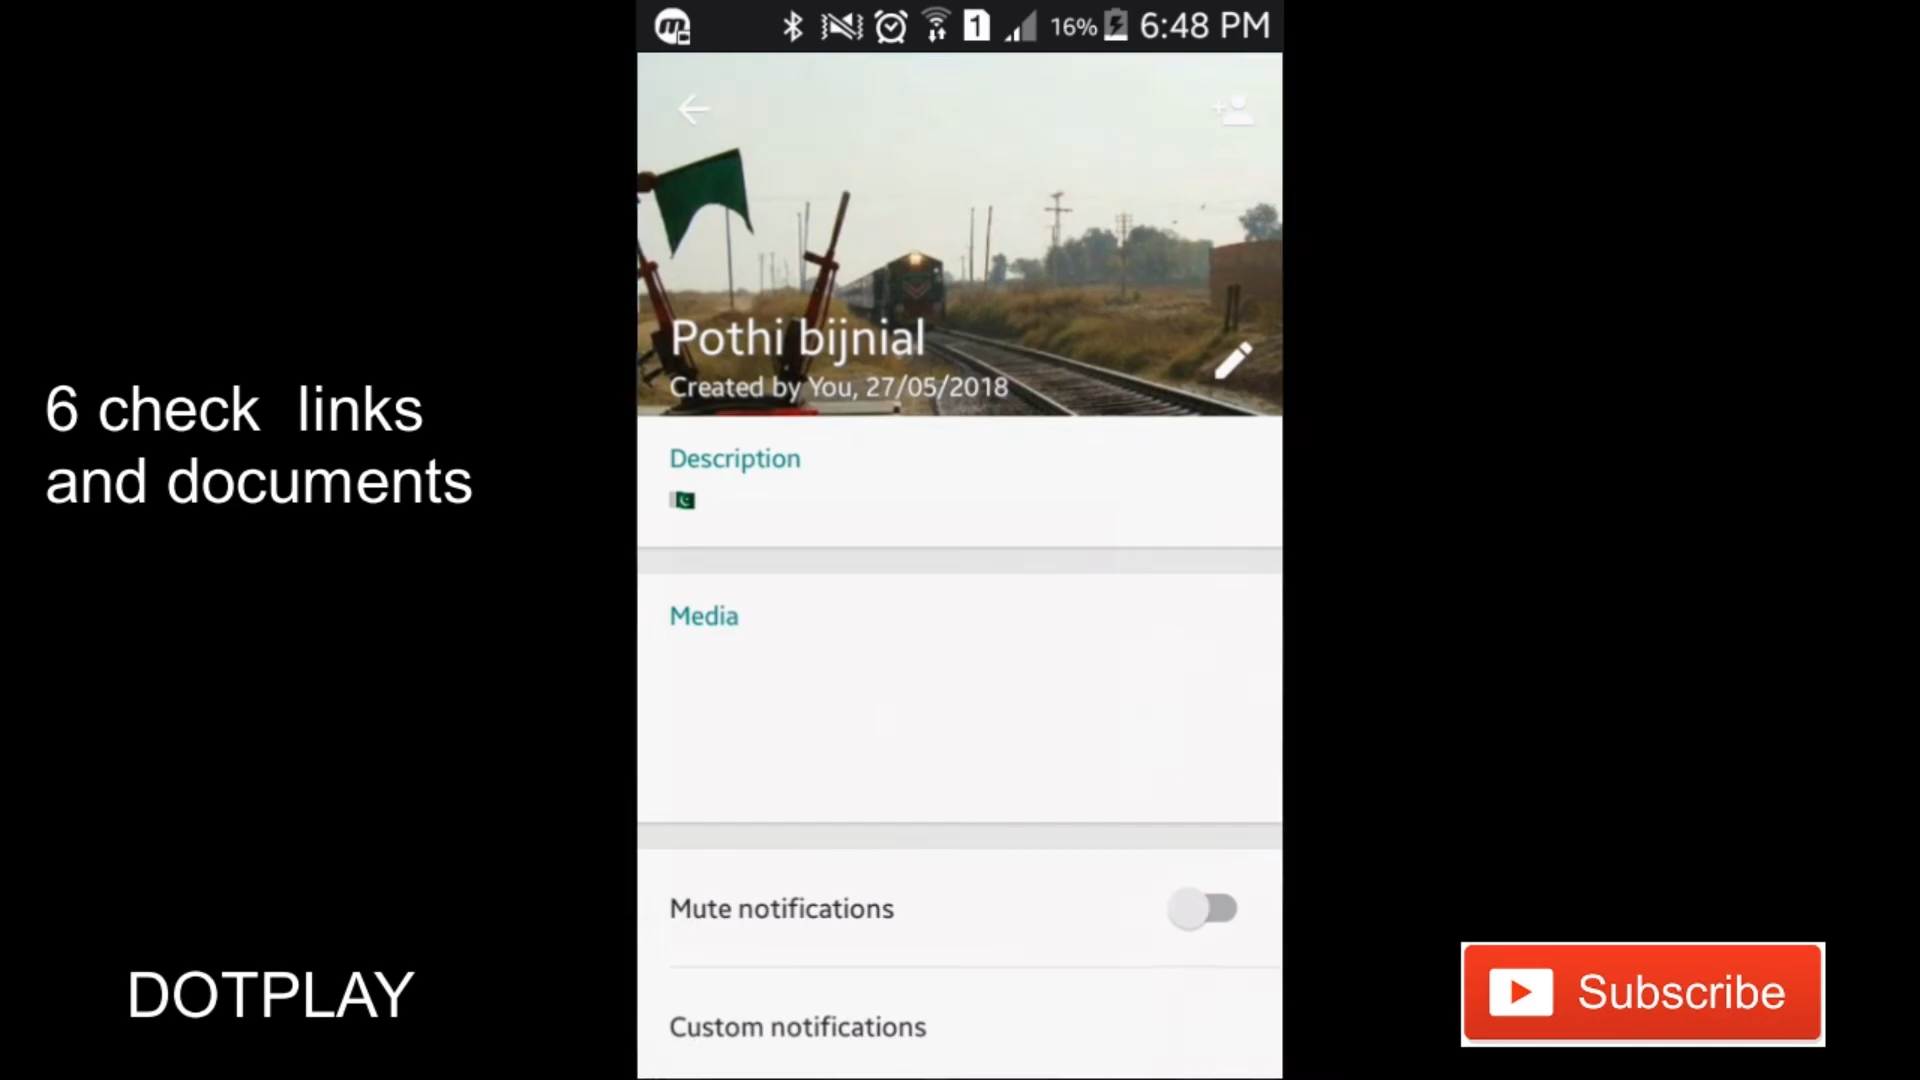 1 16% 6:48 PM
Pothi bijnial
Created by You, 27/05/2018
6 check links
and documents
Description
Media
Mute notifications
Custom notifications
DOTPLAY
Subscribe